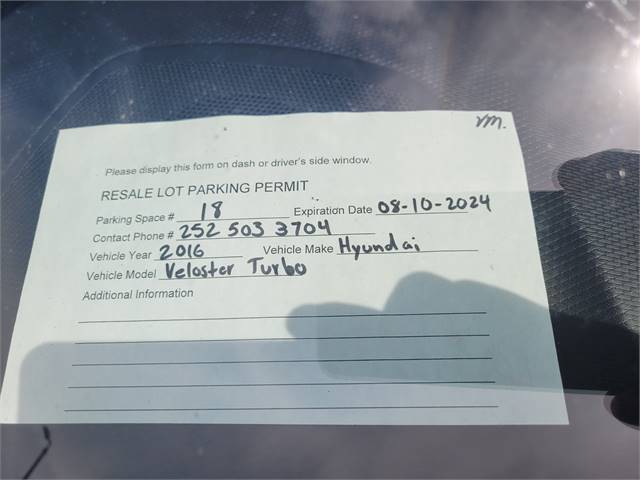 vm.
Please display this form on dash or driver's side window.
RESALE LOT PARKING PERMIT
Parking Space # 18 Expiration Date 08-10-2024
Contact Phone # 252 503 3704
Vehicle Year 2016 Vehicle Make Hyundai
Vehicle Model Veloster Turbo
Additional Information